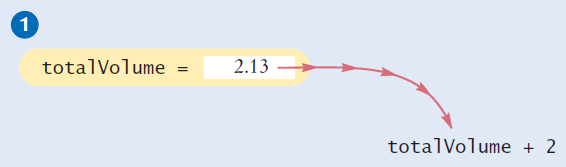 1
totalVolume = 2.13
totalVolume + 2